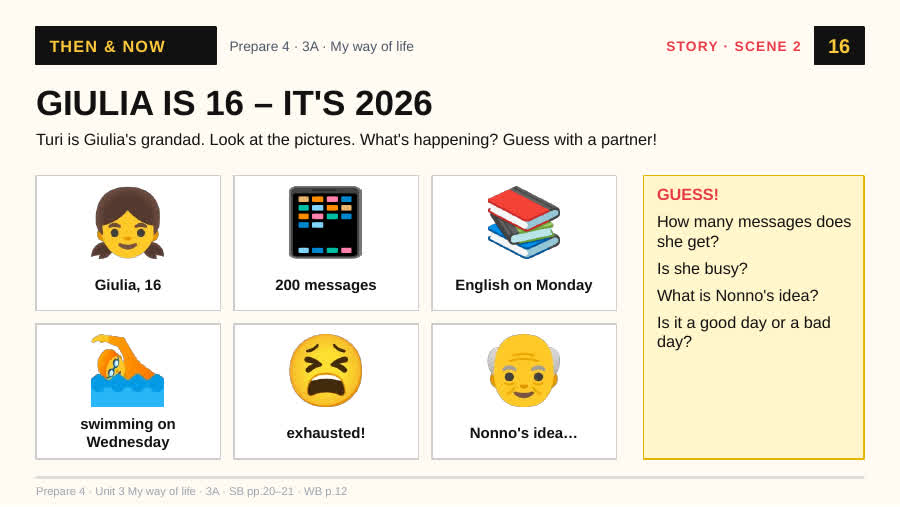 THEN & NOW
Prepare 4 · 3A · My way of life
STORY · SCENE 2
16
GIULIA IS 16 – IT'S 2026
Turi is Giulia's grandad. Look at the pictures. What's happening? Guess with a partner!
Giulia, 16
200 messages
English on Monday
swimming on
Wednesday
exhausted!
Nonno's idea…
GUESS!
How many messages does
she get?
Is she busy?
What is Nonno's idea?
Is it a good day or a bad
day?
Prepare 4 · Unit 3 My way of life · 3A · SB pp.20–21 · WB p.12